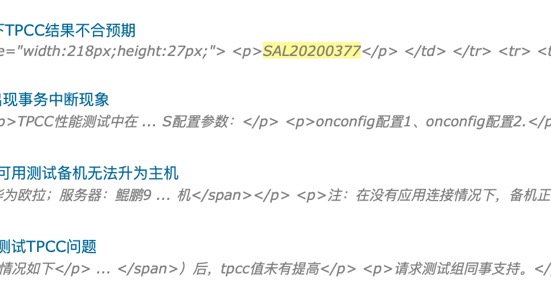 下TPCC结果不合预期
e="width:218px;height:27px;"> <p>SAL20200377</p> </td> </tr> <tr> <t
出现事务中断现象
p>TPCC性能测试中在 ... S配置参数：</p> <p>onconfig配置1、onconfig配置2.</p
可用测试备机无法升为主机
华为欧拉；服务器：鲲鹏9 ... 机</span></p> <p>注：在没有应用连接情况下，备机正
测试TPCC问题
情况如下</p> ... </span>）后，tpcc值未有提高</p> <p>请求测试组同事支持。</